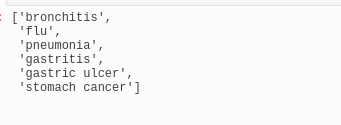 ['bronchitis',
'flu',
'pneumonia',
'gastritis',
'gastric ulcer',
'stomach cancer']